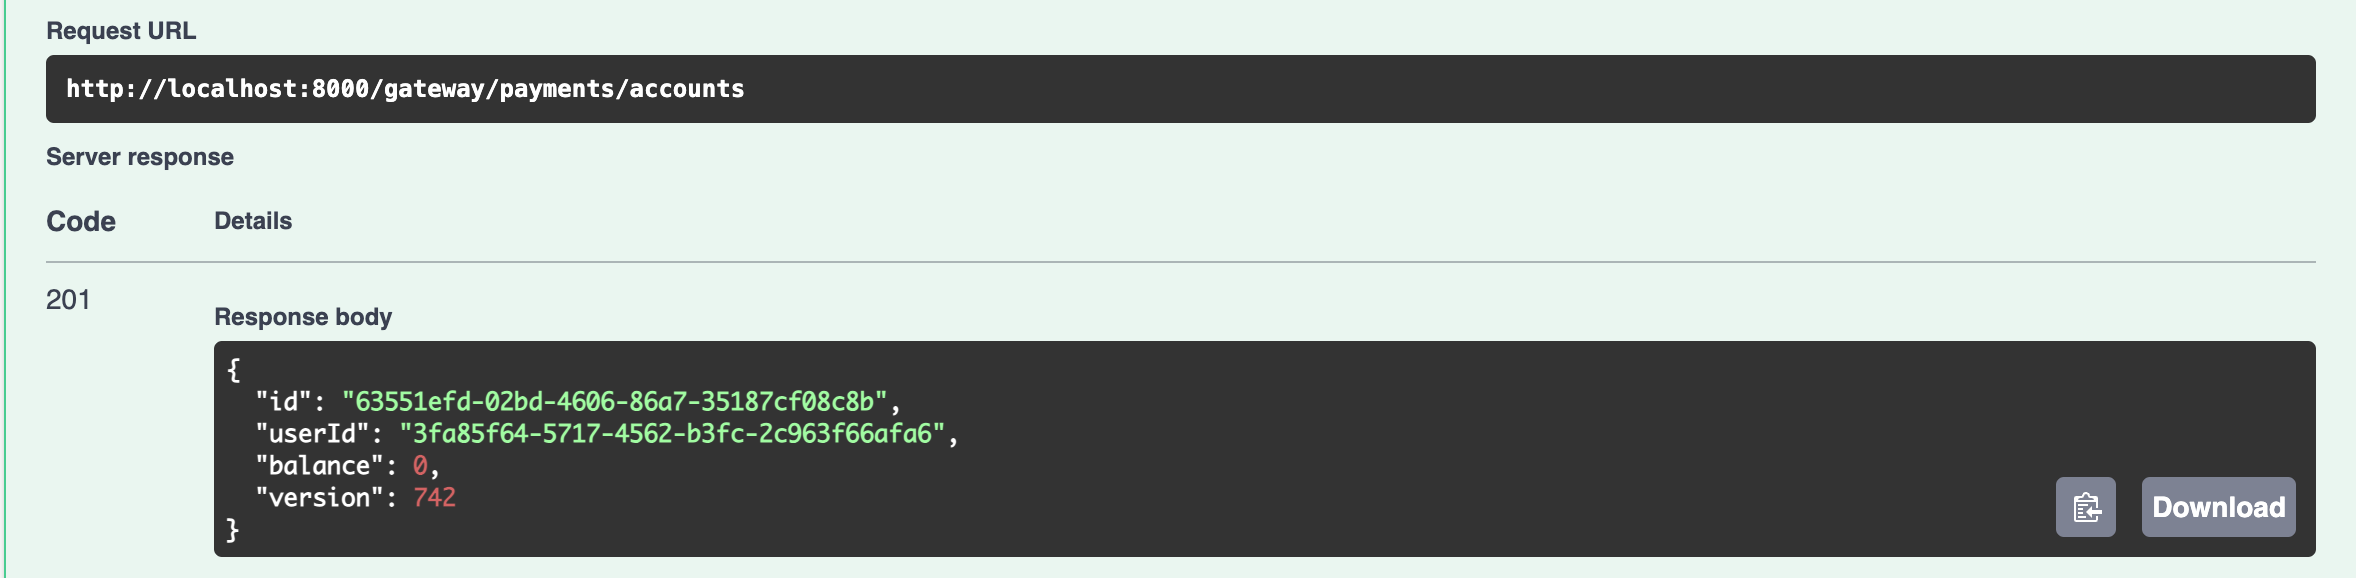 Request URL
http://localhost:8000/gateway/payments/accounts
Server response
Code Details
201
Response body
{
  "id": "63551efd-02bd-4606-86a7-35187cf08c8b",
  "userId": "3fa85f64-5717-4562-b3fc-2c963f66afa6",
  "balance": 0,
  "version": 742
}
Download